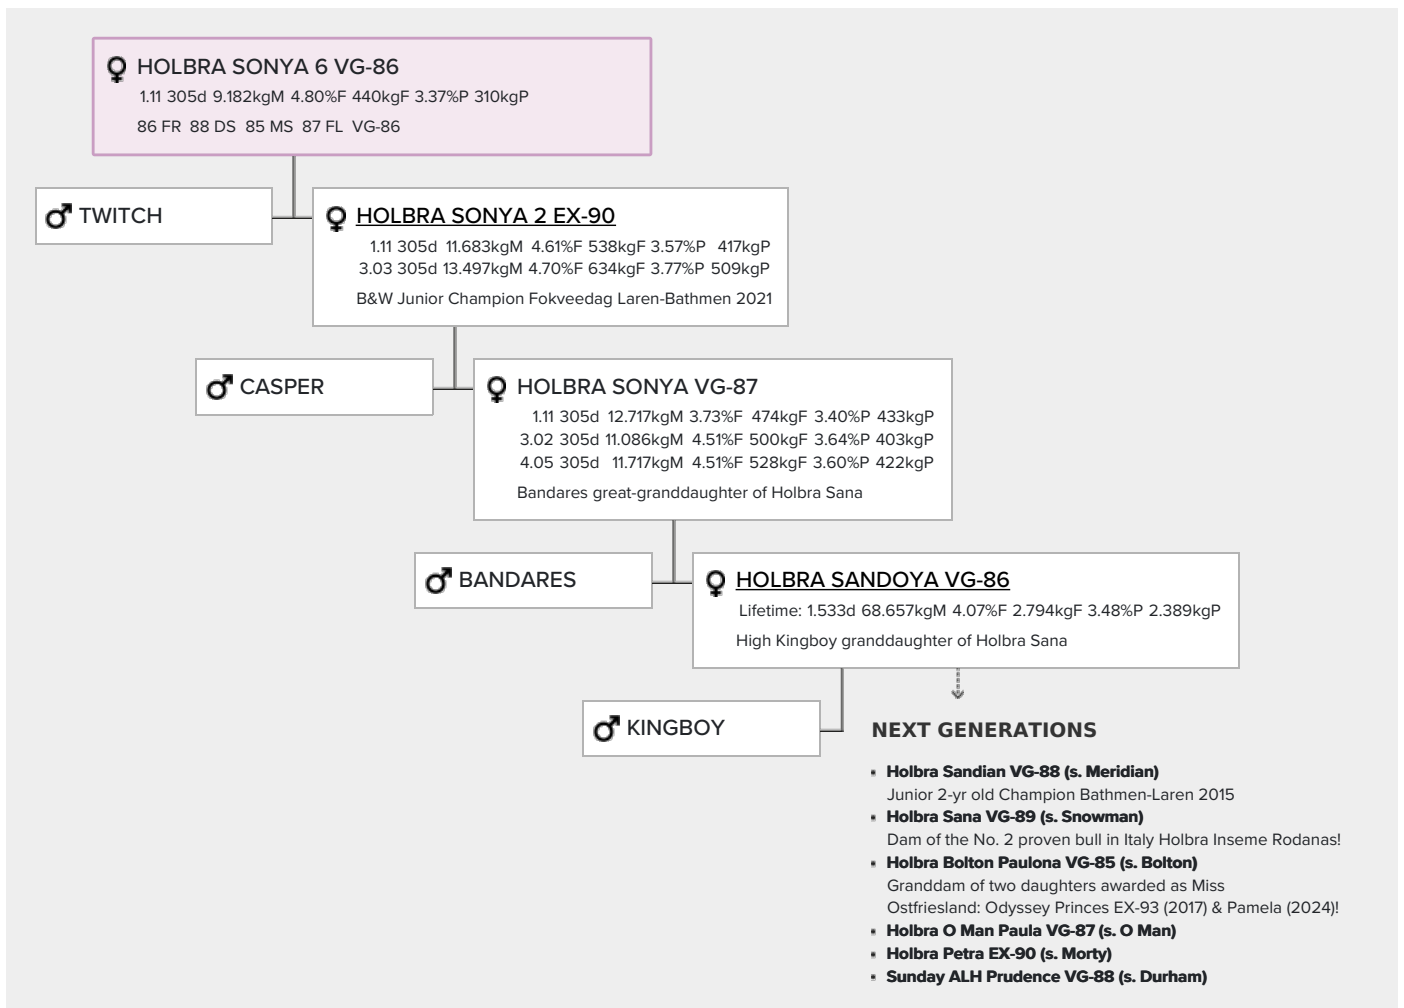 HOLBRA SONYA 6 VG-86
1.11 305d 9.182kgM 4.80%F 440kgF 3.37%P 310kgP
86 FR 88 DS 85 MS 87 FL VG-86
TWITCH
HOLBRA SONYA 2 EX-90
1.11 305d 11.683kgM 4.61%F 538kgF 3.57%P 417kgP
3.03 305d 13.497kgM 4.70%F 634kgF 3.77%P 509kgP
B&W Junior Champion Fokveedag Laren-Bathmen 2021
CASPER
HOLBRA SONYA VG-87
1.11 305d 12.717kgM 3.73%F 474kgF 3.40%P 433kgP
3.02 305d 11.086kgM 4.51%F 500kgF 3.64%P 403kgP
4.05 305d 11.717kgM 4.51%F 528kgF 3.60%P 422kgP
Bandares great-granddaughter of Holbra Sana
BANDARES
HOLBRA SANDOYA VG-86
Lifetime: 1.533d 68.657kgM 4.07%F 2.794kgF 3.48%P 2.389kgP
High Kingboy granddaughter of Holbra Sana
KINGBOY
NEXT GENERATIONS
Holbra Sandian VG-88 (s. Meridian)
Junior 2-yr old Champion Bathmen-Laren 2015
Holbra Sana VG-89 (s. Snowman)
Dam of the No. 2 proven bull in Italy Holbra Inseme Rodanas!
Holbra Bolton Paulona VG-85 (s. Bolton)
Granddam of two daughters awarded as Miss
Ostfriesland: Odyssey Princes EX-93 (2017) & Pamela (2024)!
Holbra O Man Paula VG-87 (s. O Man)
Holbra Petra EX-90 (s. Morty)
Sunday ALH Prudence VG-88 (s. Durham)